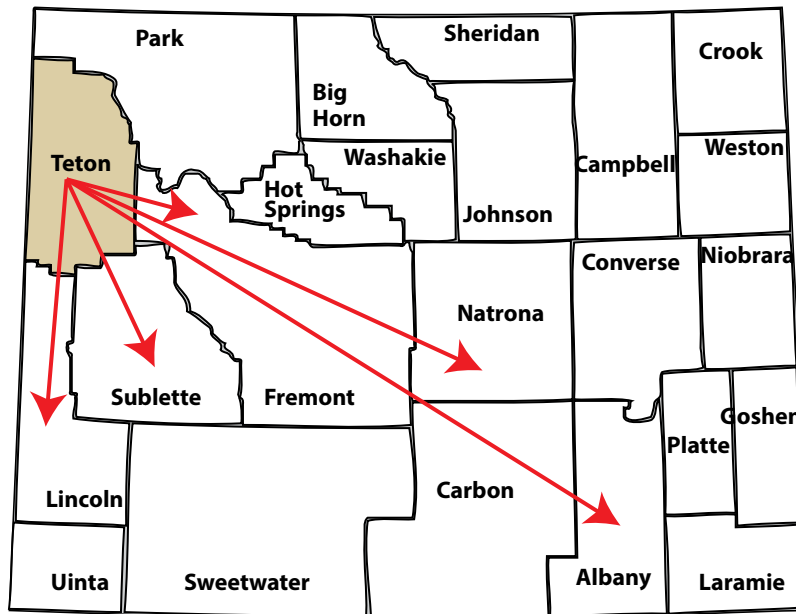 Park
Sheridan
Crook
Big
Horn
Teton
Washakie
Campbell
Weston
Hot
Springs
Johnson
Converse
Niobrara
Natrona
Sublette
Fremont
Goshen
Platte
Lincoln
Carbon
Uinta
Sweetwater
Albany
Laramie